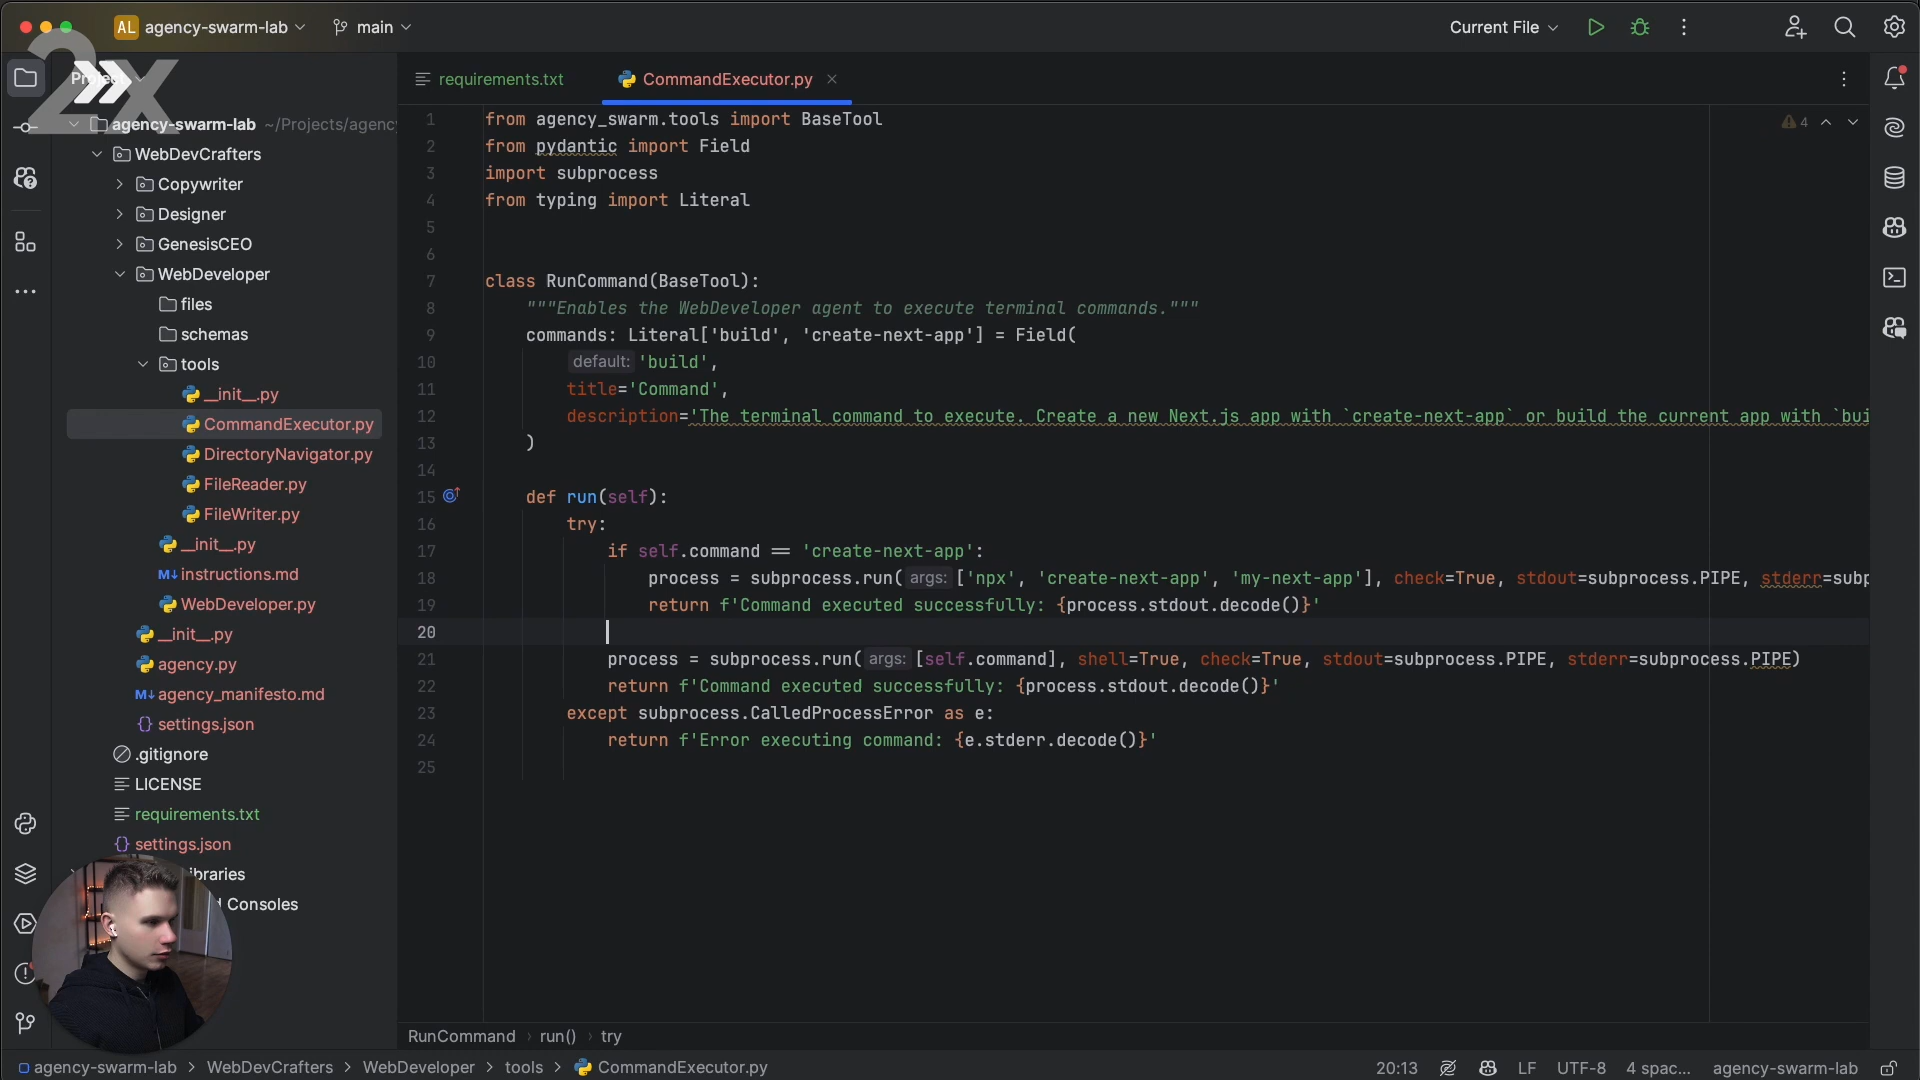 AL agency-swarm-lab main Current File
2x
Project
requirements.txt CommandExecutor.py
agency-swarm-lab ~/Projects/agency
WebDevCrafters
Copywriter
Designer
GenesisCEO
WebDeveloper
files
schemas
tools
__init__.py
CommandExecutor.py
DirectoryNavigator.py
FileReader.py
FileWriter.py
__init__.py
M↓ instructions.md
WebDeveloper.py
__init__.py
agency.py
M↓ agency_manifesto.md
{} settings.json
.gitignore
LICENSE
requirements.txt
{} settings.json
ibraries
d Consoles
4
1 from agency_swarm.tools import BaseTool
2 from pydantic import Field
3 import subprocess
4 from typing import Literal
5
6
7 class RunCommand(BaseTool):
8 """Enables the WebDeveloper agent to execute terminal commands."""
9 commands: Literal['build', 'create-next-app'] = Field(
10 default: 'build',
11 title='Command',
12 description='The terminal command to execute. Create a new Next.js app with `create-next-app` or build the current app with `bui
13 )
14
15 def run(self):
16 try:
17 if self.command == 'create-next-app':
18 process = subprocess.run( args: ['npx', 'create-next-app', 'my-next-app'], check=True, stdout=subprocess.PIPE, stderr=subp
19 return f'Command executed successfully: {process.stdout.decode()}'
20
21 process = subprocess.run( args: [self.command], shell=True, check=True, stdout=subprocess.PIPE, stderr=subprocess.PIPE)
22 return f'Command executed successfully: {process.stdout.decode()}'
23 except subprocess.CalledProcessError as e:
24 return f'Error executing command: {e.stderr.decode()}'
25
RunCommand › run() › try
agency-swarm-lab › WebDevCrafters › WebDeveloper › tools › CommandExecutor.py 20:13 LF UTF-8 4 spac... agency-swarm-lab